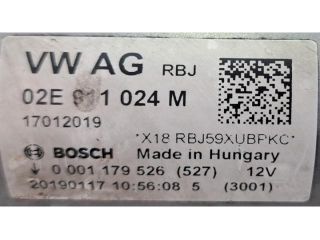 VW AG RBJ
02E 911 024 M
17012019
*X18 RBJ59XUBPKC*
BOSCH Made in Hungary
0 001 179 526 (527) 12V
20190117 10:56:08 5 (3001)